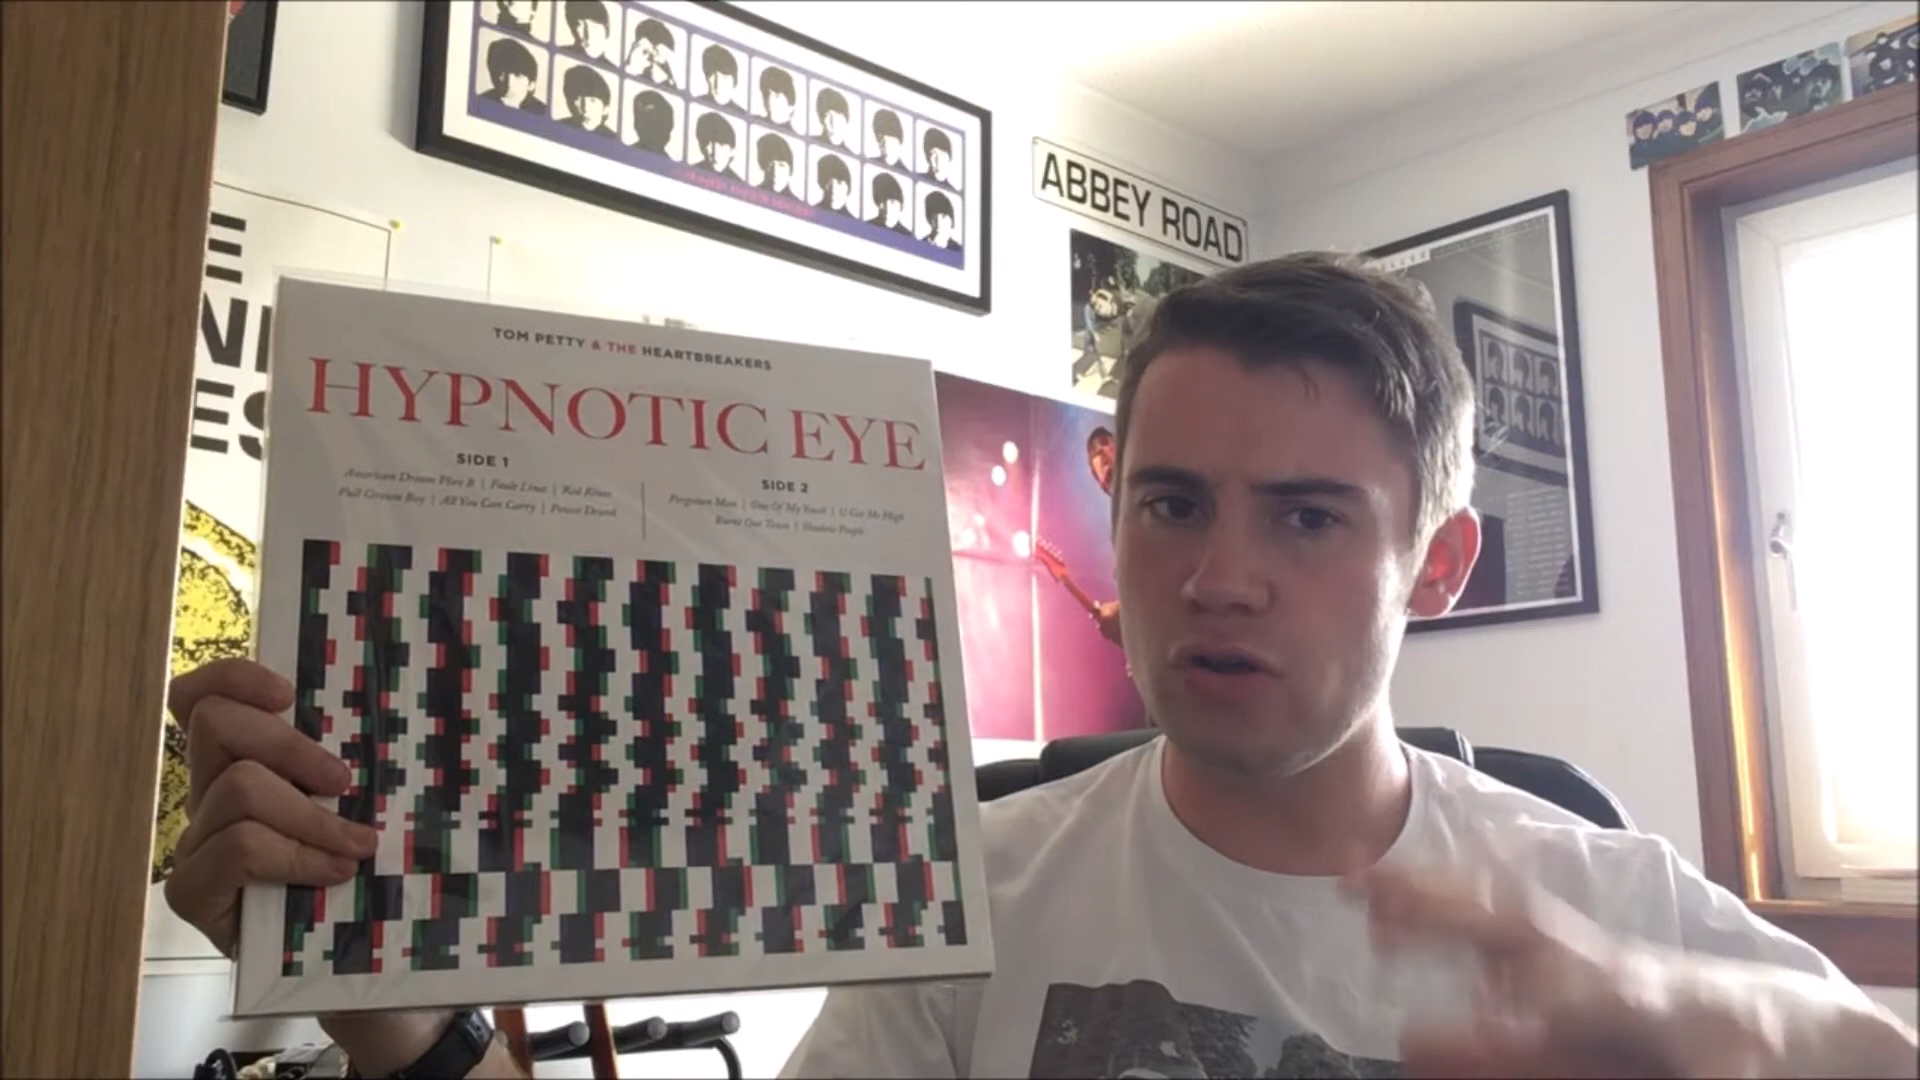 ABBEY ROAD
E
NE
ES
TOM PETTY & THE HEARTBREAKERS
HYPNOTIC EYE
SIDE 1
American Dream Plan B | Fault Lines | Red River
Full Grown Boy | All You Can Carry | Power Drunk
SIDE 2
Forgotten Man | Sins Of My Youth | U Get Me High
Burnt Out Town | Shadow People